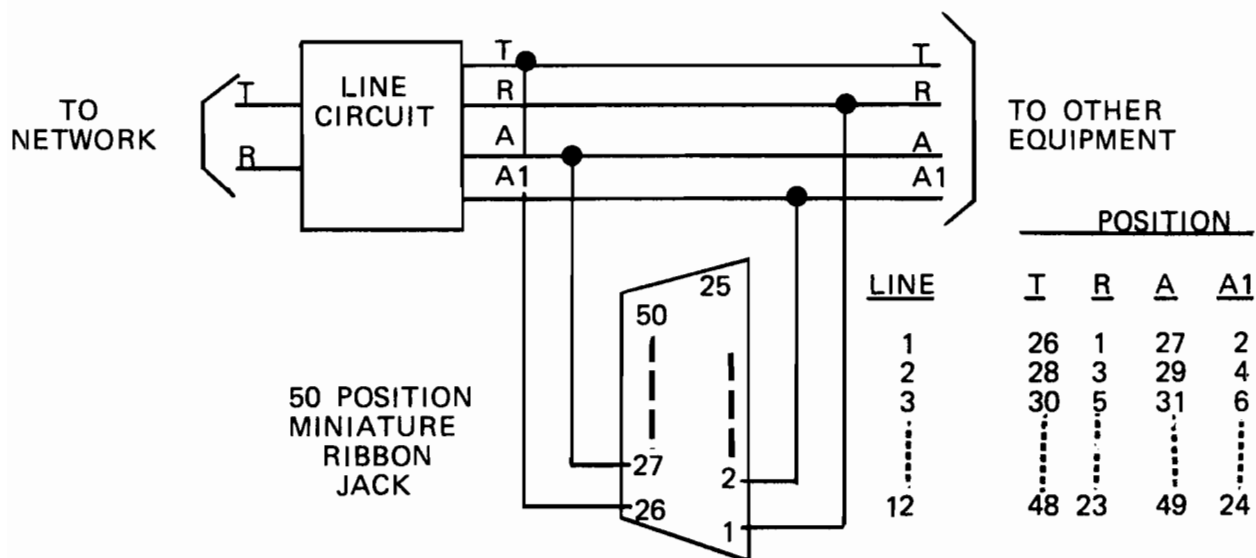 TO
NETWORK
T
R
LINE
CIRCUIT
T
R
A
A1
T
R
A
A1
TO OTHER
EQUIPMENT
50 POSITION
MINIATURE
RIBBON
JACK
25
50
27
26
2
1
POSITION
LINE T R A A1
1 26 1 27 2
2 28 3 29 4
3 30 5 31 6
12 48 23 49 24